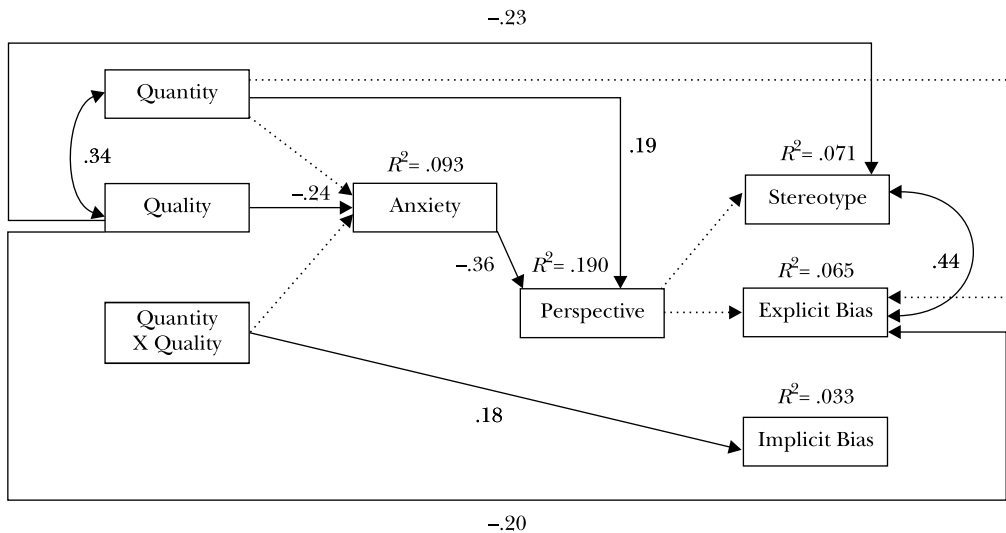 –.23
Quantity
.19
.34
R² = .093
R² = .071
–.24
Quality
Anxiety
Stereotype
–.36
R² = .190
R² = .065
.44
Quantity
X Quality
Perspective
Explicit Bias
R² = .033
.18
Implicit Bias
–.20